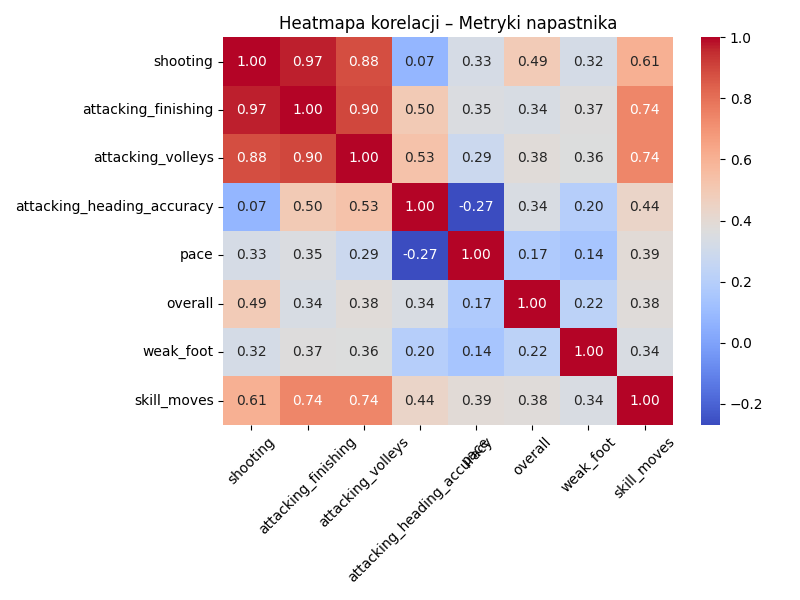 Heatmapa korelacji – Metryki napastnika
shooting 1.00 0.97 0.88 0.07 0.33 0.49 0.32 0.61
attacking_finishing 0.97 1.00 0.90 0.50 0.35 0.34 0.37 0.74
attacking_volleys 0.88 0.90 1.00 0.53 0.29 0.38 0.36 0.74
attacking_heading_accuracy 0.07 0.50 0.53 1.00 -0.27 0.34 0.20 0.44
pace 0.33 0.35 0.29 -0.27 1.00 0.17 0.14 0.39
overall 0.49 0.34 0.38 0.34 0.17 1.00 0.22 0.38
weak_foot 0.32 0.37 0.36 0.20 0.14 0.22 1.00 0.34
skill_moves 0.61 0.74 0.74 0.44 0.39 0.38 0.34 1.00
shooting
attacking_finishing
attacking_volleys
attacking_heading_accuracy
pace
overall
weak_foot
skill_moves
1.0
0.8
0.6
0.4
0.2
0.0
−0.2